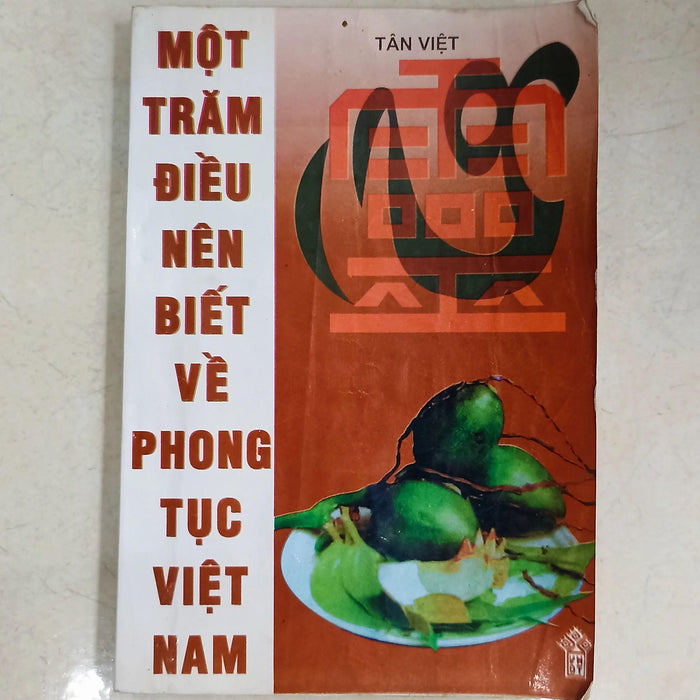 MỘT
TRĂM
ĐIỀU
NÊN
BIẾT
VỀ
PHONG
TỤC
VIỆT
NAM
TÂN VIỆT